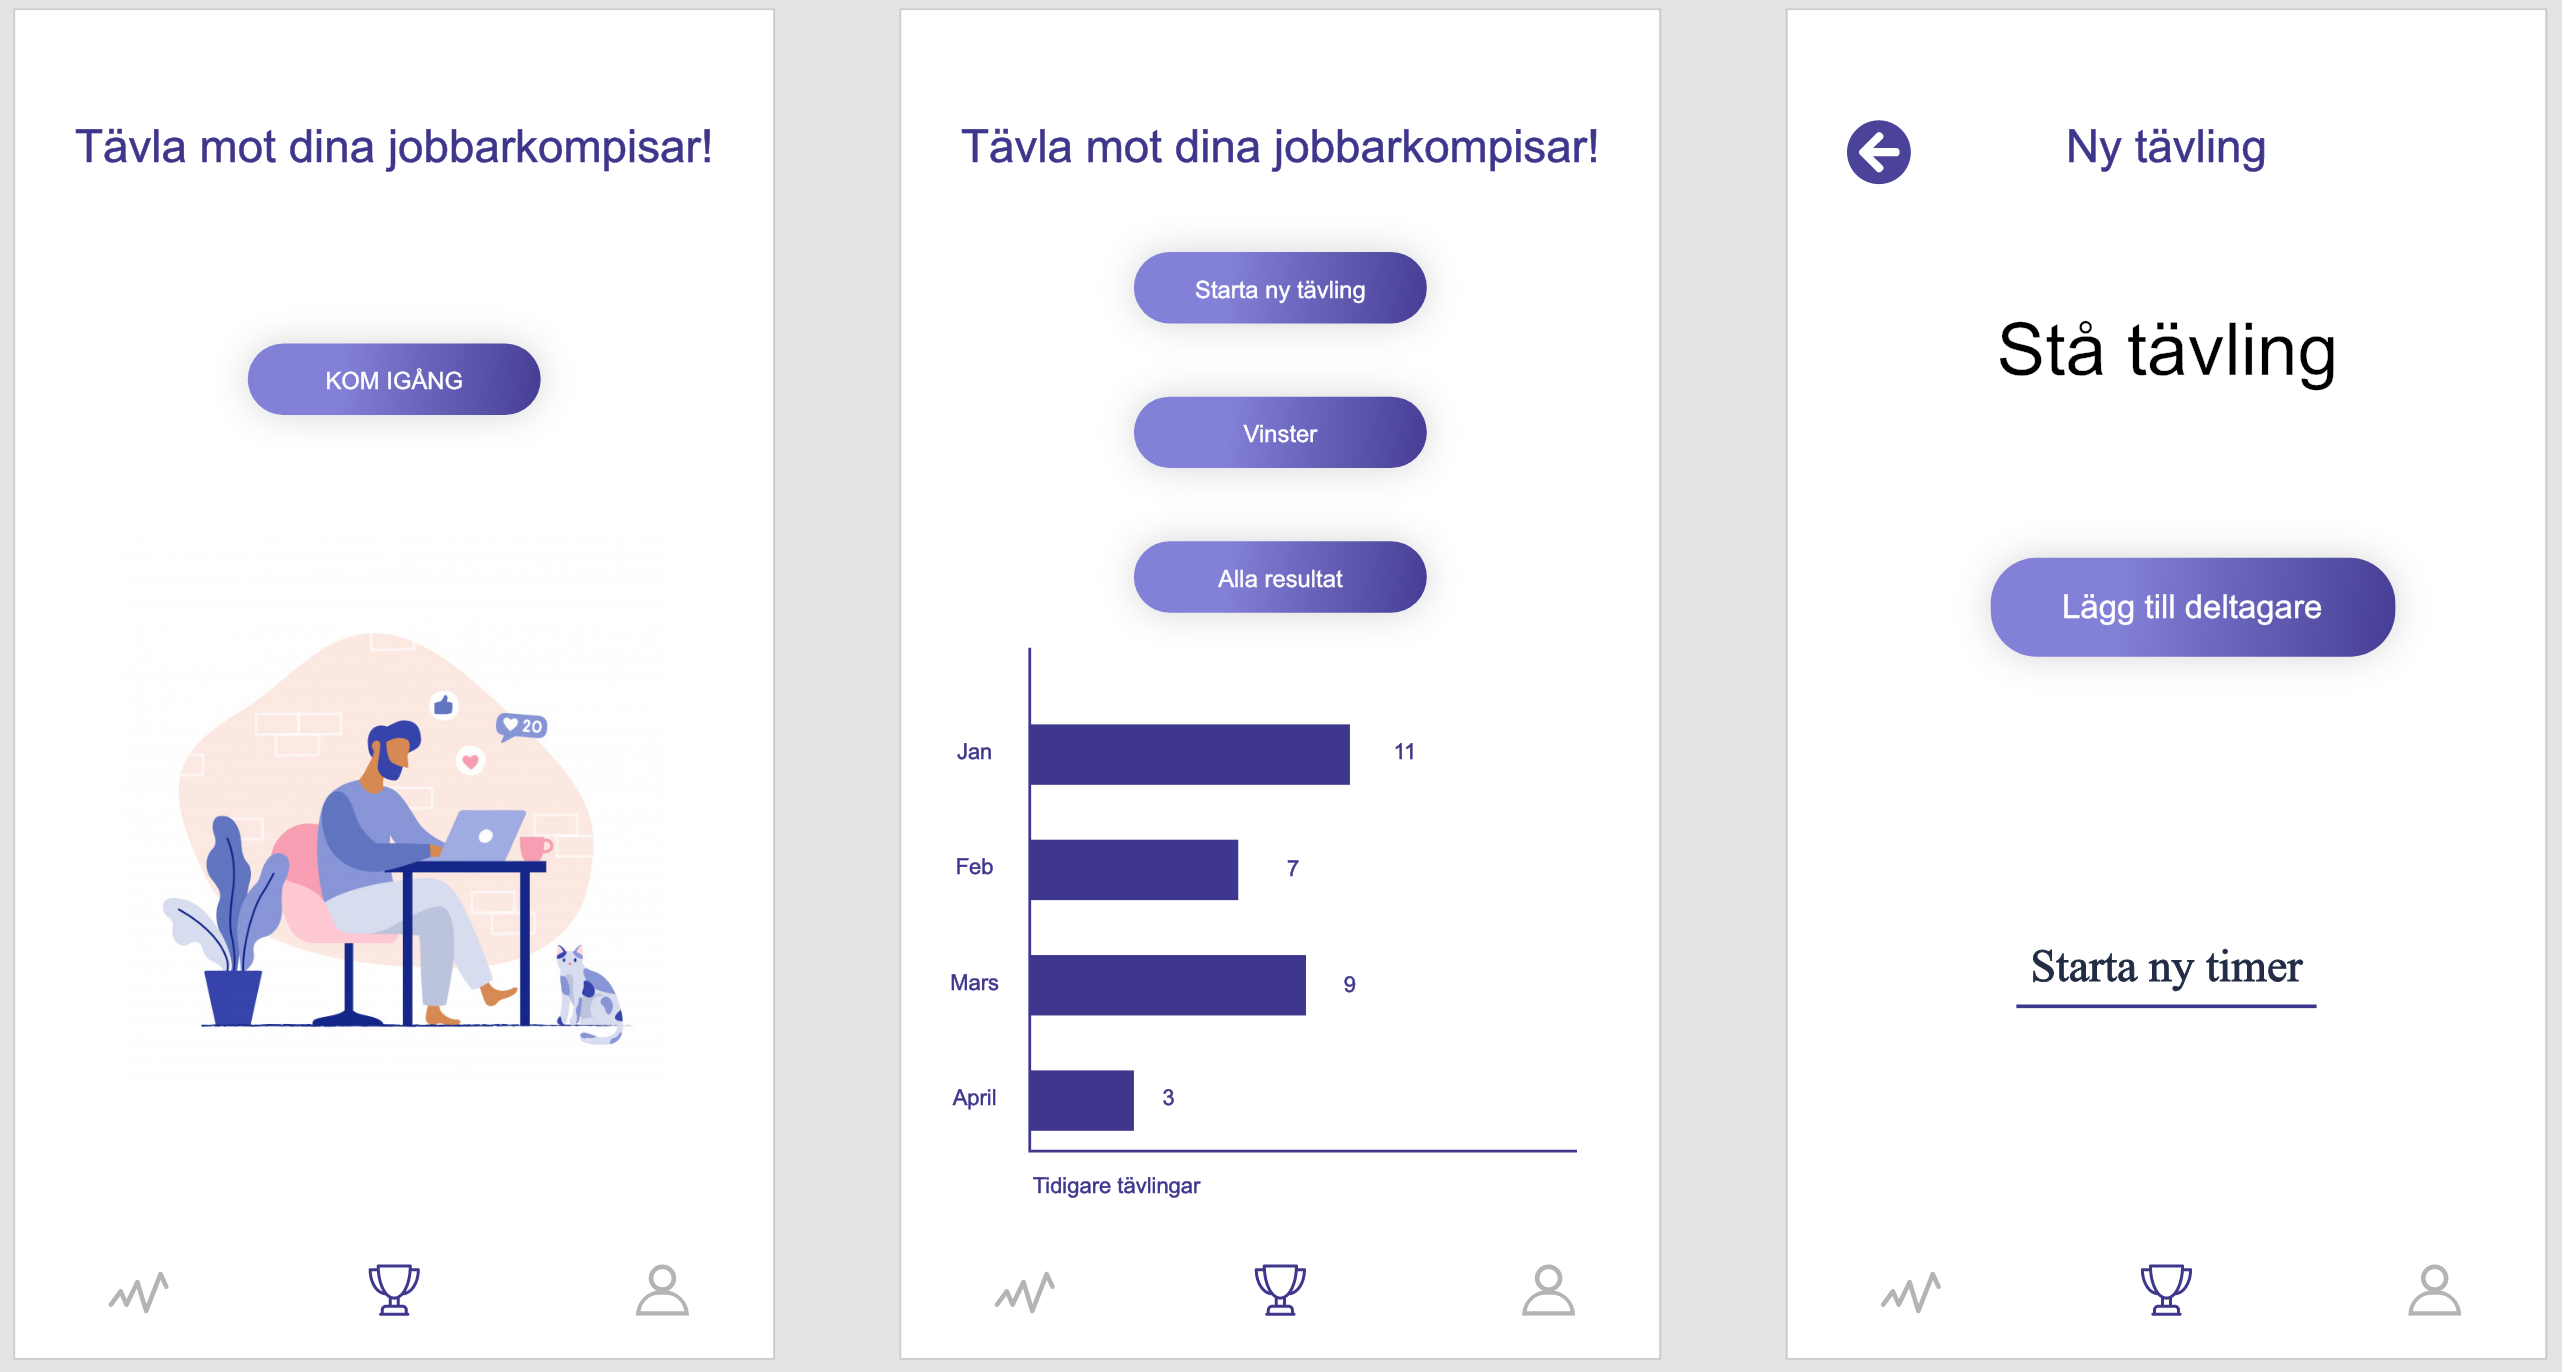 Tävla mot dina jobbarkompisar!
KOM IGÅNG
20
Tävla mot dina jobbarkompisar!
Starta ny tävling
Vinster
Alla resultat
Jan 11
Feb 7
Mars 9
April 3
Tidigare tävlingar
Ny tävling
Stå tävling
Lägg till deltagare
Starta ny timer